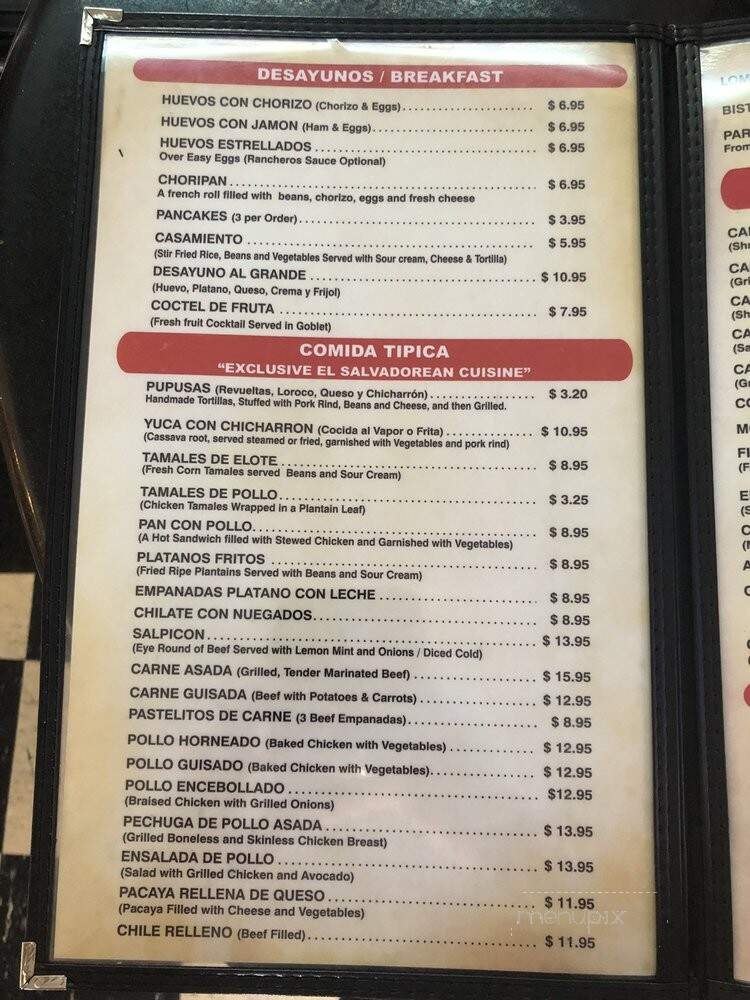 DESAYUNOS / BREAKFAST
HUEVOS CON CHORIZO (Chorizo & Eggs) $ 6.95
HUEVOS CON JAMON (Ham & Eggs) $ 6.95
HUEVOS ESTRELLADOS $ 6.95
Over Easy Eggs (Rancheros Sauce Optional)
CHORIPAN $ 6.95
A french roll filled with beans, chorizo, eggs and fresh cheese
PANCAKES (3 per Order) $ 3.95
CASAMIENTO $ 5.95
(Stir Fried Rice, Beans and Vegetables Served with Sour cream, Cheese & Tortilla)
DESAYUNO AL GRANDE $ 10.95
(Huevo, Platano, Queso, Crema y Frijol)
COCTEL DE FRUTA $ 7.95
(Fresh fruit Cocktail Served in Goblet)
COMIDA TIPICA
"EXCLUSIVE EL SALVADOREAN CUISINE"
PUPUSAS (Revueltas, Loroco, Queso y Chicharrón) $ 3.20
Handmade Tortillas, Stuffed with Pork Rind, Beans and Cheese, and then Grilled.
YUCA CON CHICHARRON (Cocida al Vapor o Frita) $ 10.95
(Cassava root, served steamed or fried, garnished with Vegetables and pork rind)
TAMALES DE ELOTE $ 8.95
(Fresh Corn Tamales served Beans and Sour Cream)
TAMALES DE POLLO $ 3.25
(Chicken Tamales Wrapped in a Plantain Leaf)
PAN CON POLLO $ 8.95
(A Hot Sandwich filled with Stewed Chicken and Garnished with Vegetables)
PLATANOS FRITOS $ 8.95
(Fried Ripe Plantains Served with Beans and Sour Cream)
EMPANADAS PLATANO CON LECHE $ 8.95
CHILATE CON NUEGADOS $ 8.95
SALPICON $ 13.95
(Eye Round of Beef Served with Lemon Mint and Onions / Diced Cold)
CARNE ASADA (Grilled, Tender Marinated Beef) $ 15.95
CARNE GUISADA (Beef with Potatoes & Carrots) $ 12.95
PASTELITOS DE CARNE (3 Beef Empanadas) $ 8.95
POLLO HORNEADO (Baked Chicken with Vegetables) $ 12.95
POLLO GUISADO (Baked Chicken with Vegetables) $ 12.95
POLLO ENCEBOLLADO $12.95
(Braised Chicken with Grilled Onions)
PECHUGA DE POLLO ASADA $ 13.95
(Grilled Boneless and Skinless Chicken Breast)
ENSALADA DE POLLO $ 13.95
(Salad with Grilled Chicken and Avocado)
PACAYA RELLENA DE QUESO $ 11.95
(Pacaya Filled with Cheese and Vegetables)
CHILE RELLENO (Beef Filled) $ 11.95
menupix
From